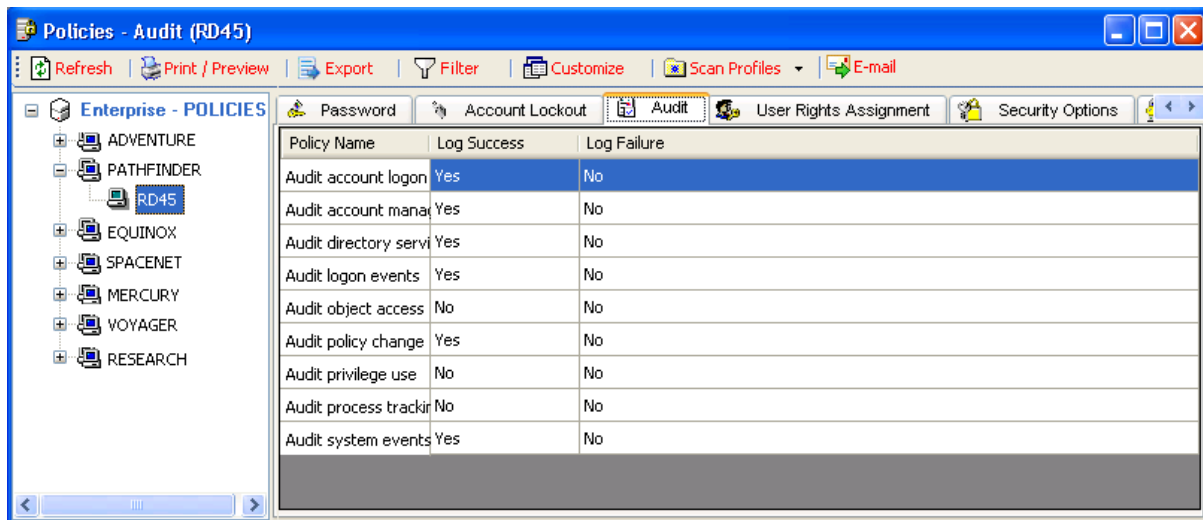 Policies - Audit (RD45)
Refresh | Print / Preview | Export | Filter | Customize | Scan Profiles | E-mail
Enterprise - POLICIES
ADVENTURE
PATHFINDER
RD45
EQUINOX
SPACENET
MERCURY
VOYAGER
RESEARCH
Password Account Lockout Audit User Rights Assignment Security Options
Policy Name Log Success Log Failure
Audit account logon Yes No
Audit account mana Yes No
Audit directory servi Yes No
Audit logon events Yes No
Audit object access No No
Audit policy change Yes No
Audit privilege use No No
Audit process trackin No No
Audit system events Yes No